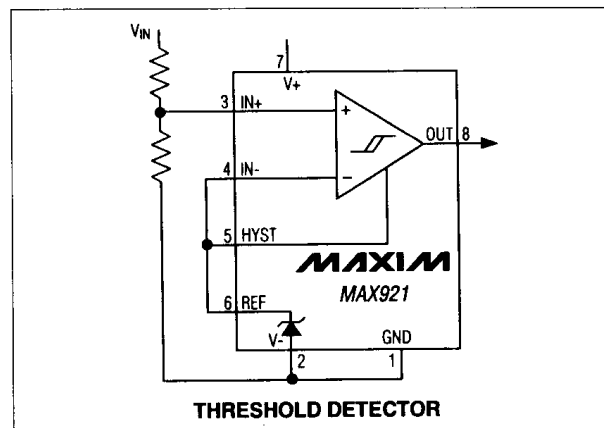 VIN
7
V+
3 IN+
+
OUT 8
4 IN-
−
5 HYST
MAXIM
MAX921
6 REF
V-
GND
2
1
THRESHOLD DETECTOR